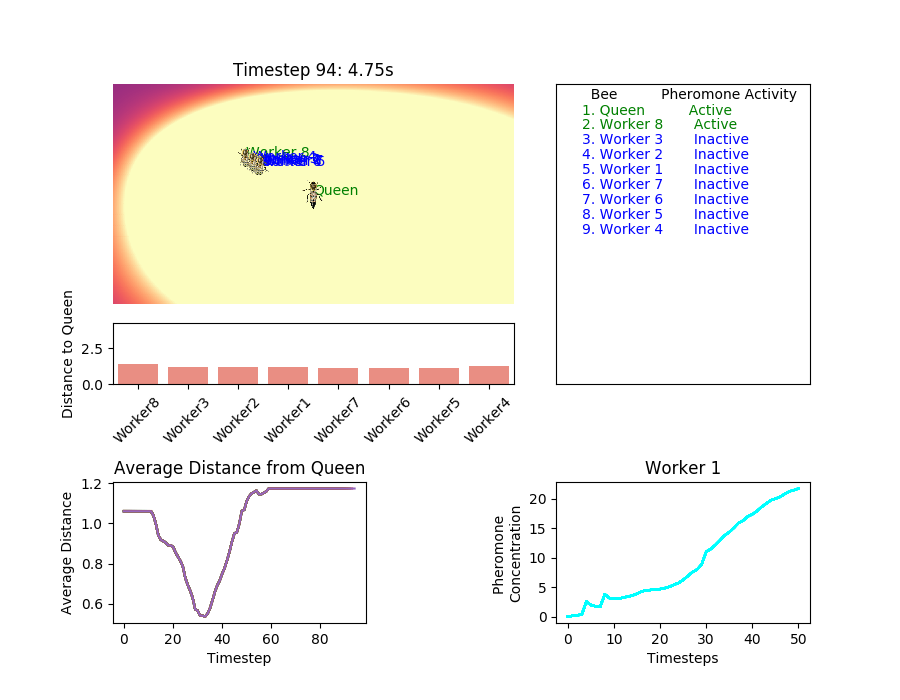 Timestep 94: 4.75s
Worker 8
Queen
Bee Pheromone Activity
1. Queen Active
2. Worker 8 Active
3. Worker 3 Inactive
4. Worker 2 Inactive
5. Worker 1 Inactive
6. Worker 7 Inactive
7. Worker 6 Inactive
8. Worker 5 Inactive
9. Worker 4 Inactive
Distance to Queen
2.5
0.0
Worker8 Worker3 Worker2 Worker1 Worker7 Worker6 Worker5 Worker4
Average Distance from Queen
Average Distance
1.2
1.0
0.8
0.6
0 20 40 60 80
Timestep
Worker 1
Pheromone
Concentration
20
15
10
5
0
0 10 20 30 40 50
Timesteps